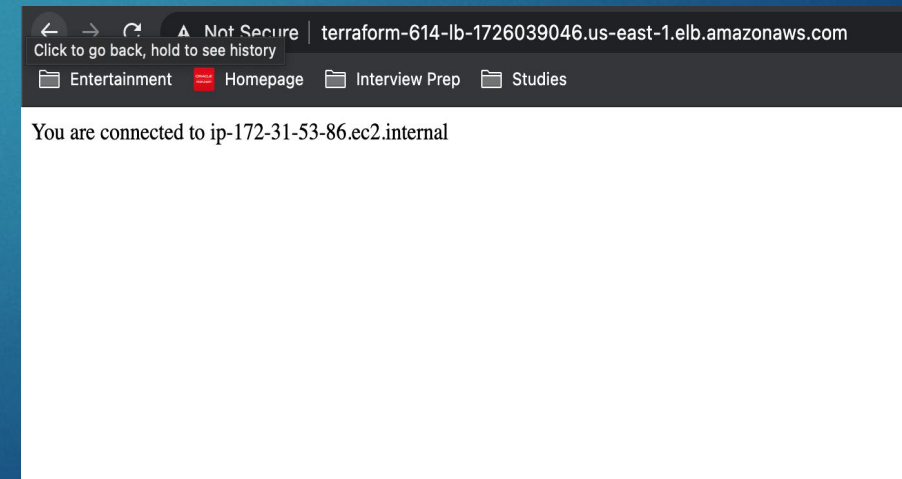 Not Secure terraform-614-lb-1726039046.us-east-1.elb.amazonaws.com
Click to go back, hold to see history
Entertainment Homepage Interview Prep Studies
You are connected to ip-172-31-53-86.ec2.internal